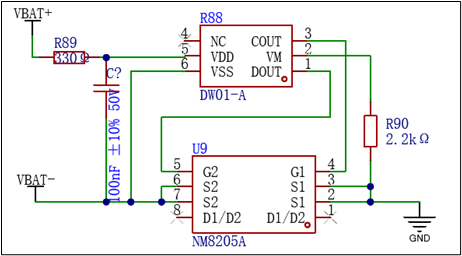 VBAT+
R89
330Ω
C?
100nF ±10% 50V
R88
4 NC COUT 3
5 VDD VM 2
6 VSS DOUT 1
DW01-A
R90
2.2kΩ
U9
5 G2 G1 4
6 S2 S1 3
7 S2 S1 2
8 D1/D2 D1/D2 1
NM8205A
VBAT-
GND